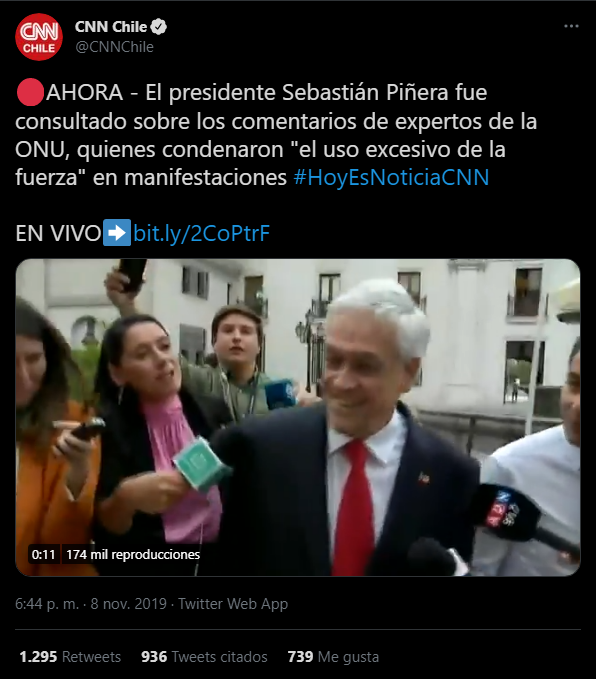 CNN
CHILE
CNN Chile
@CNNChile
AHORA - El presidente Sebastián Piñera fue
consultado sobre los comentarios de expertos de la
ONU, quienes condenaron "el uso excesivo de la
fuerza" en manifestaciones #HoyEsNoticiaCNN
EN VIVO➡bit.ly/2CoPtrF
ADN
0:11 174 mil reproducciones
6:44 p. m. · 8 nov. 2019 · Twitter Web App
1.295 Retweets 936 Tweets citados 739 Me gusta